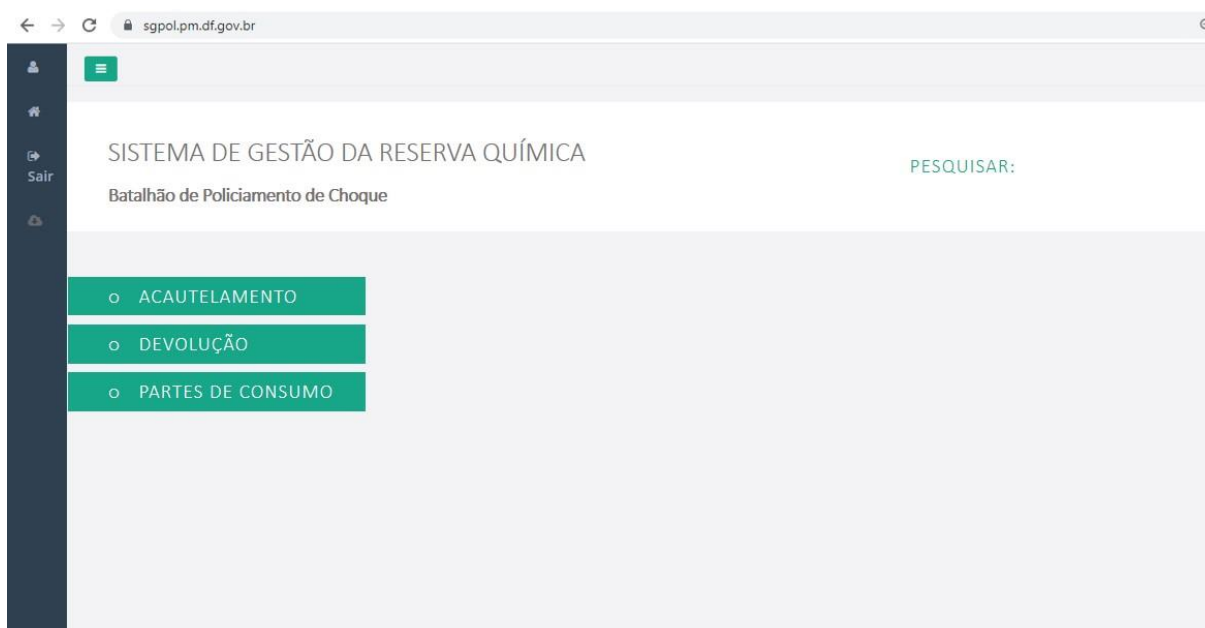 sgpol.pm.df.gov.br
SISTEMA DE GESTÃO DA RESERVA QUÍMICA
Batalhão de Policiamento de Choque
PESQUISAR:
Sair
o ACAUTELAMENTO
o DEVOLUÇÃO
o PARTES DE CONSUMO